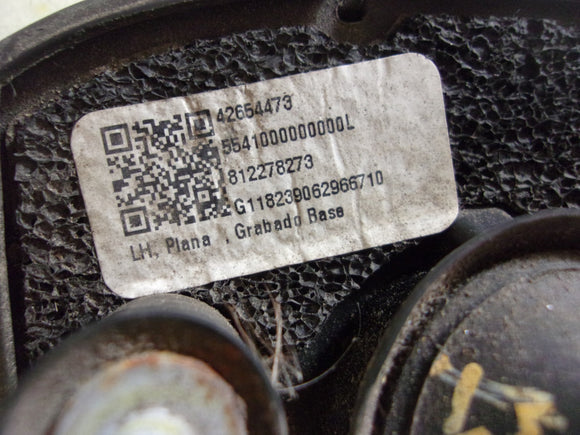 42654473
5541000000000L
812278273
G118239062966710
LH, Plana , Grabado Base